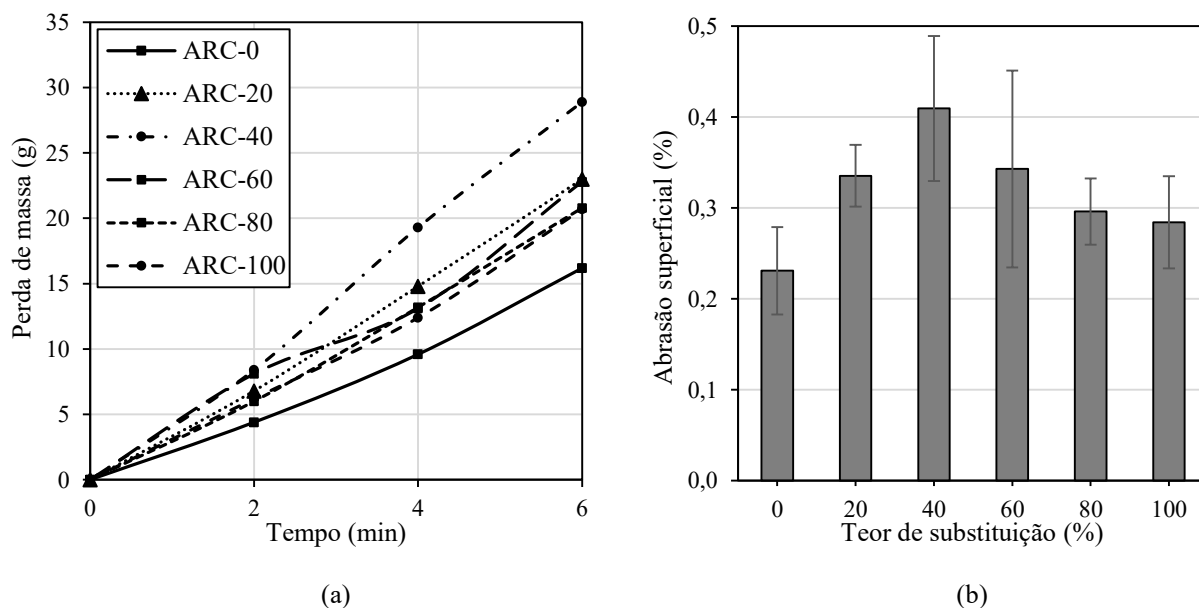 35
30
25
20
15
10
5
0
Perda de massa (g)
ARC-0
ARC-20
ARC-40
ARC-60
ARC-80
ARC-100
0 2 4 6
Tempo (min)
(a)
0,5
0,4
0,3
0,2
0,1
0,0
Abrasão superficial (%)
0 20 40 60 80 100
Teor de substituição (%)
(b)